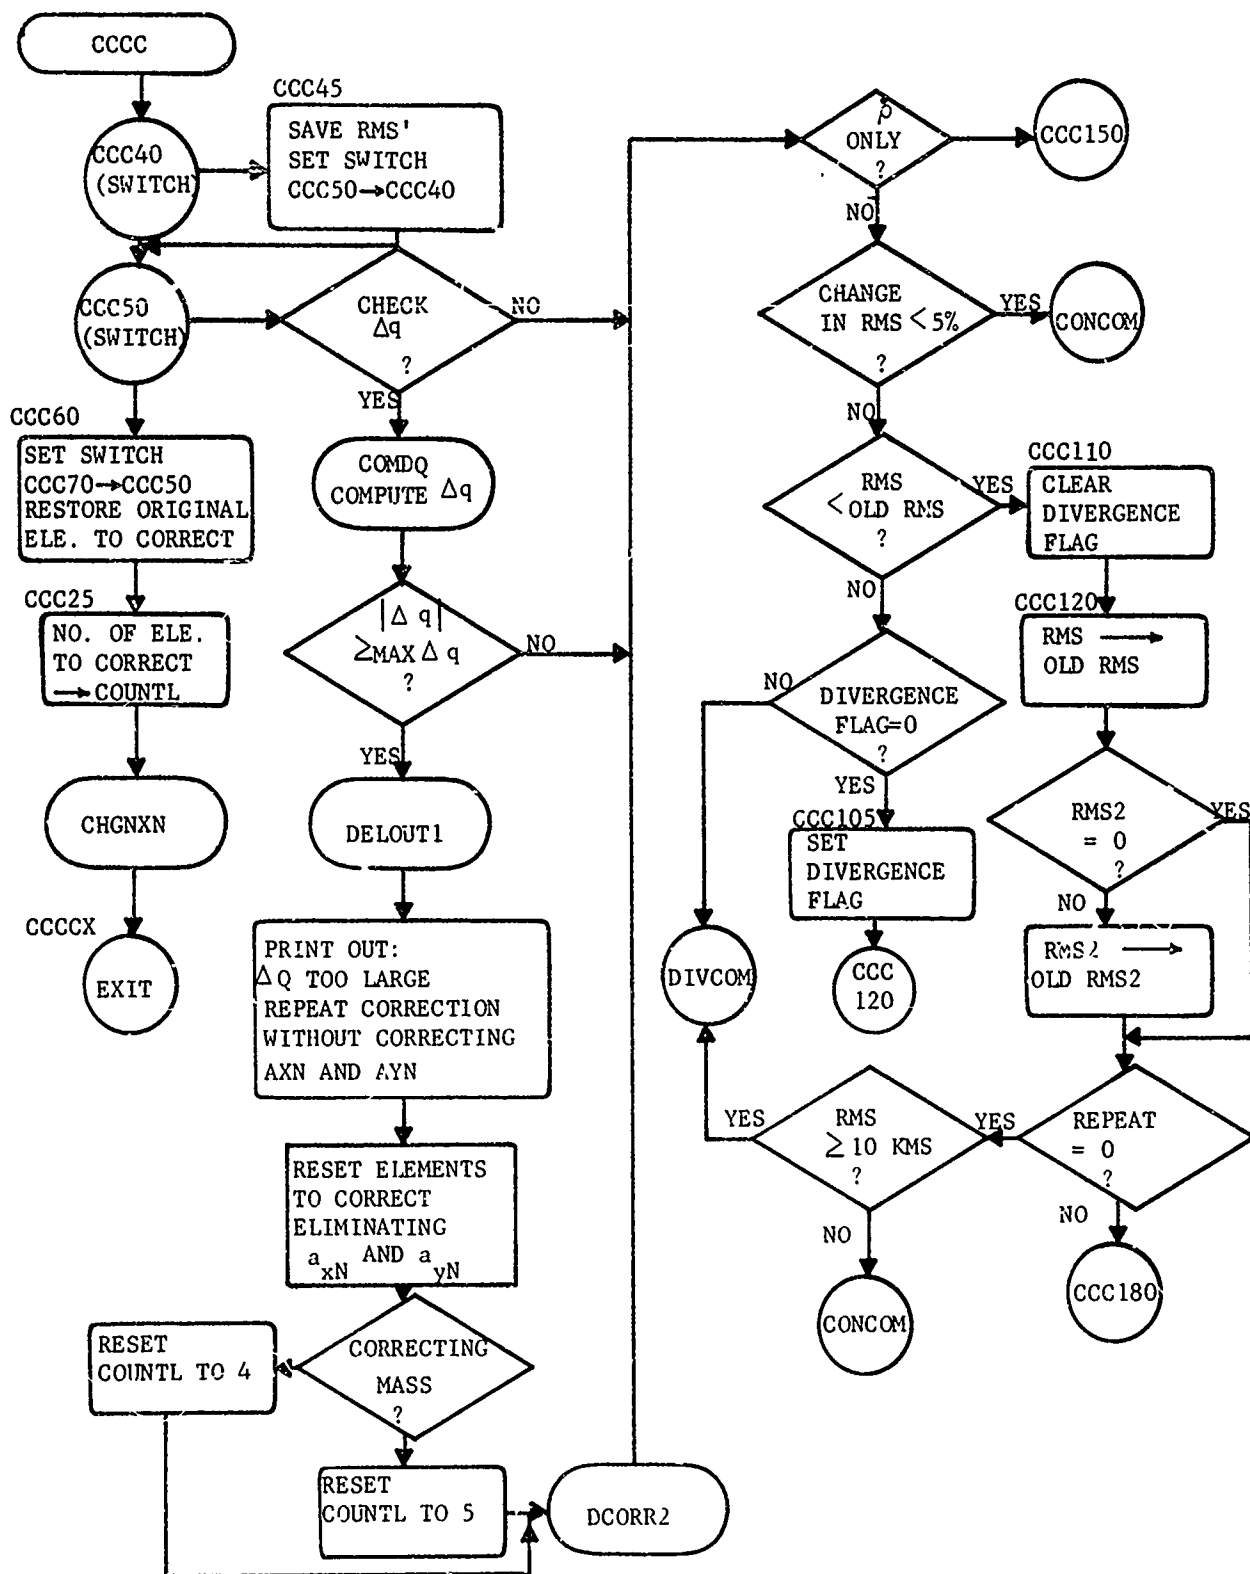 CCCC
CCC40
(SWITCH)
CCC45
SAVE RMS'
SET SWITCH
CCC50→CCC40
CCC50
(SWITCH)
CHECK
Δq
?
NO
YES
CCC60
SET SWITCH
CCC70→CCC50
RESTORE ORIGINAL
ELE. TO CORRECT
CCC25
NO. OF ELE.
TO CORRECT
→ COUNTL
CHGNXN
CCCCX
EXIT
COMDQ
COMPUTE Δq
|Δ q|
≥MAX Δ q
?
NO
YES
DELOUT1
PRINT OUT:
ΔQ TOO LARGE
REPEAT CORRECTION
WITHOUT CORRECTING
AXN AND AYN
RESET ELEMENTS
TO CORRECT
ELIMINATING
a_xN AND a_yN
CORRECTING
MASS
?
RESET
COUNTL TO 4
RESET
COUNTL TO 5
DCORR2
ṗ
ONLY
?
CCC150
NO
CHANGE
IN RMS < 5%
?
YES
CONCOM
NO
RMS
< OLD RMS
?
YES
NO
CCC110
CLEAR
DIVERGENCE
FLAG
CCC120
RMS →
OLD RMS
DIVERGENCE
FLAG=0
?
NO
YES
CCC105
SET
DIVERGENCE
FLAG
CCC
120
DIVCOM
RMS2
= 0
?
YES
NO
RMS2 →
OLD RMS2
REPEAT
= 0
?
YES
NO
CCC180
RMS
≥ 10 KMS
?
YES
NO
CONCOM